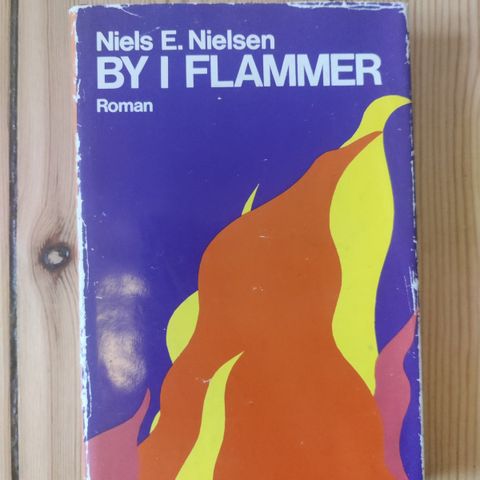 Niels E. Nielsen
BY I FLAMMER
Roman